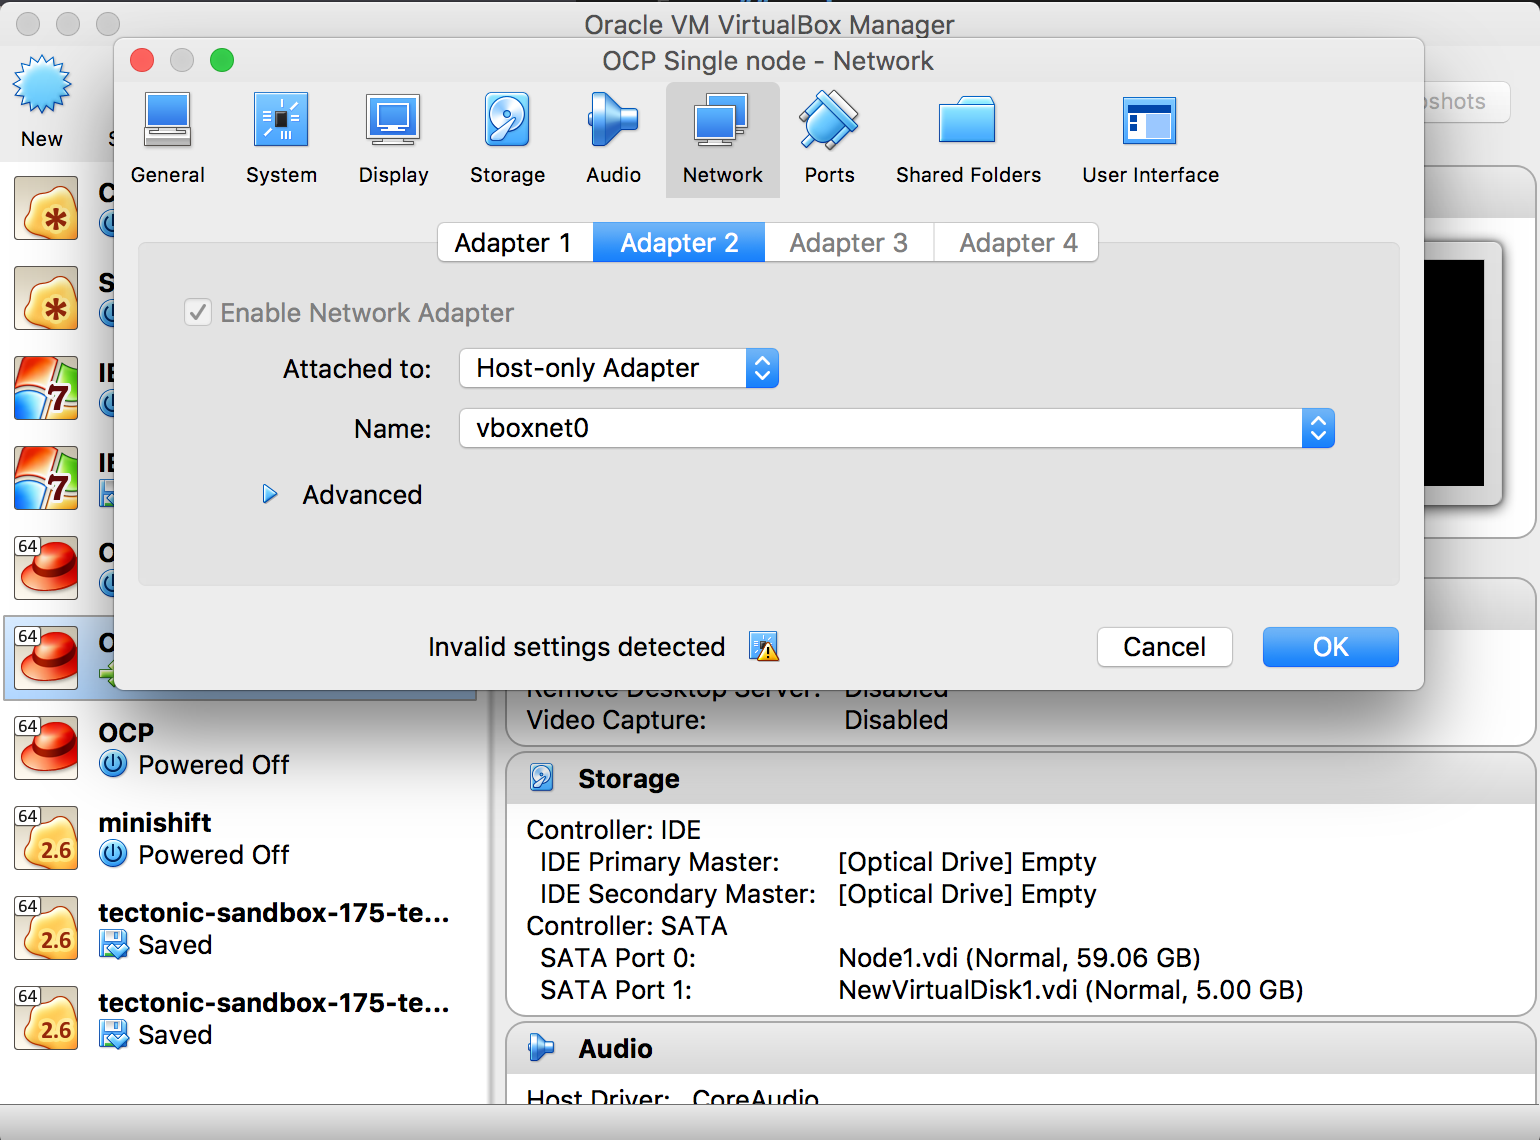 Oracle VM VirtualBox Manager
OCP Single node - Network
New
General
System
Display
Storage
Audio
Network
Ports
Shared Folders
User Interface
pshots
Adapter 1
Adapter 2
Adapter 3
Adapter 4
Enable Network Adapter
Attached to: Host-only Adapter
Name: vboxnet0
Advanced
Invalid settings detected
Cancel
OK
7
7
64
64
64
OCP
Powered Off
64
2.6
minishift
Powered Off
64
2.6
tectonic-sandbox-175-te...
Saved
64
2.6
tectonic-sandbox-175-te...
Saved
Remote Desktop Server: Disabled
Video Capture: Disabled
Storage
Controller: IDE
IDE Primary Master: [Optical Drive] Empty
IDE Secondary Master: [Optical Drive] Empty
Controller: SATA
SATA Port 0: Node1.vdi (Normal, 59.06 GB)
SATA Port 1: NewVirtualDisk1.vdi (Normal, 5.00 GB)
Audio
Host Driver: CoreAudio